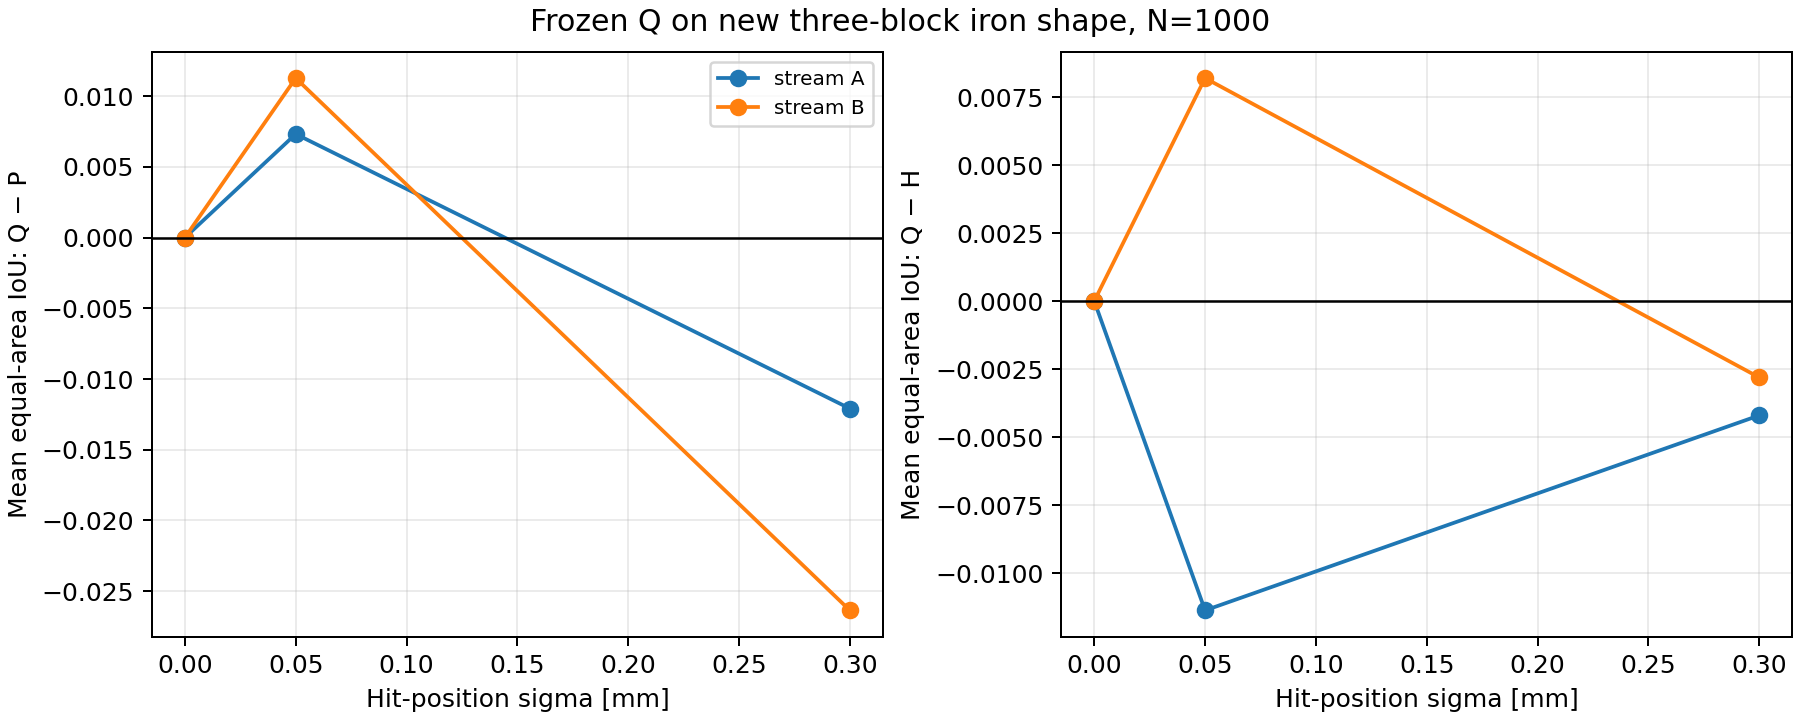 Frozen Q on new three-block iron shape, N=1000
Mean equal-area IoU: Q − P
0.010
0.005
0.000
−0.005
−0.010
−0.015
−0.020
−0.025
stream A
stream B
0.00 0.05 0.10 0.15 0.20 0.25 0.30
Hit-position sigma [mm]
Mean equal-area IoU: Q − H
0.0075
0.0050
0.0025
0.0000
−0.0025
−0.0050
−0.0075
−0.0100
0.00 0.05 0.10 0.15 0.20 0.25 0.30
Hit-position sigma [mm]